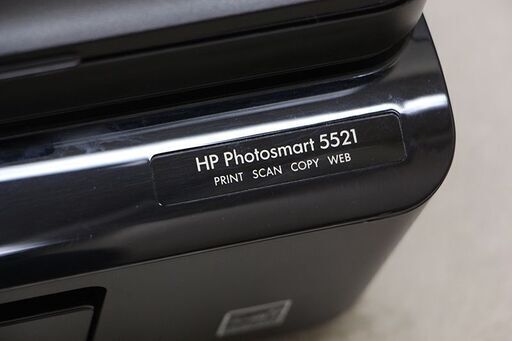 HP Photosmart 5521
PRINT SCAN COPY WEB